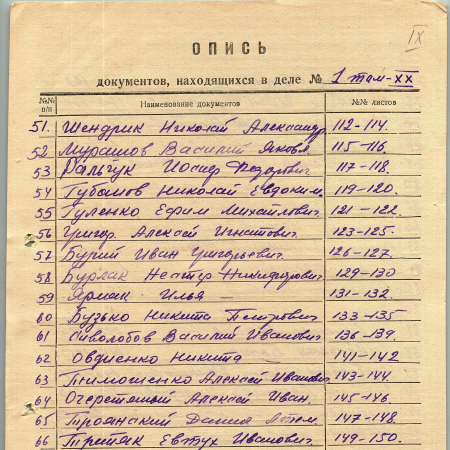 IX
ОПИСЬ
документов, находящихся в деле № 1 том-XX
№№ п/п Наименование документов №№ листов
51. Шендрик Николай Александр. 112-114.
52 Мурашов Василий Яковл. 115-116.
53 Пальчук Иосиф Федорович 117-118.
54 Губанов Николай Евдоким. 119-120.
55 Гуленко Ефим Михайлович. 121-122.
56 Григор. Алексей Игнатович. 123-125.
57 Бурий Иван Григорьевич. 126-127.
58 Бурлак Нестер Никифорович 129-130
59 Ярмак Илья — 131-132.
60 Бузько Никита Петрович 133-135
61 Сиволобов Василий Иванович 136-139.
62 Овдиенко Никита 141-142
63 Тимошенко Алексей Иванович 143-144.
64 Очеретяный Алексей Иван. 145-146
65 Троянский Данил Артем. 147-148.
66 Третяк Евтух Иванович. 149-150.